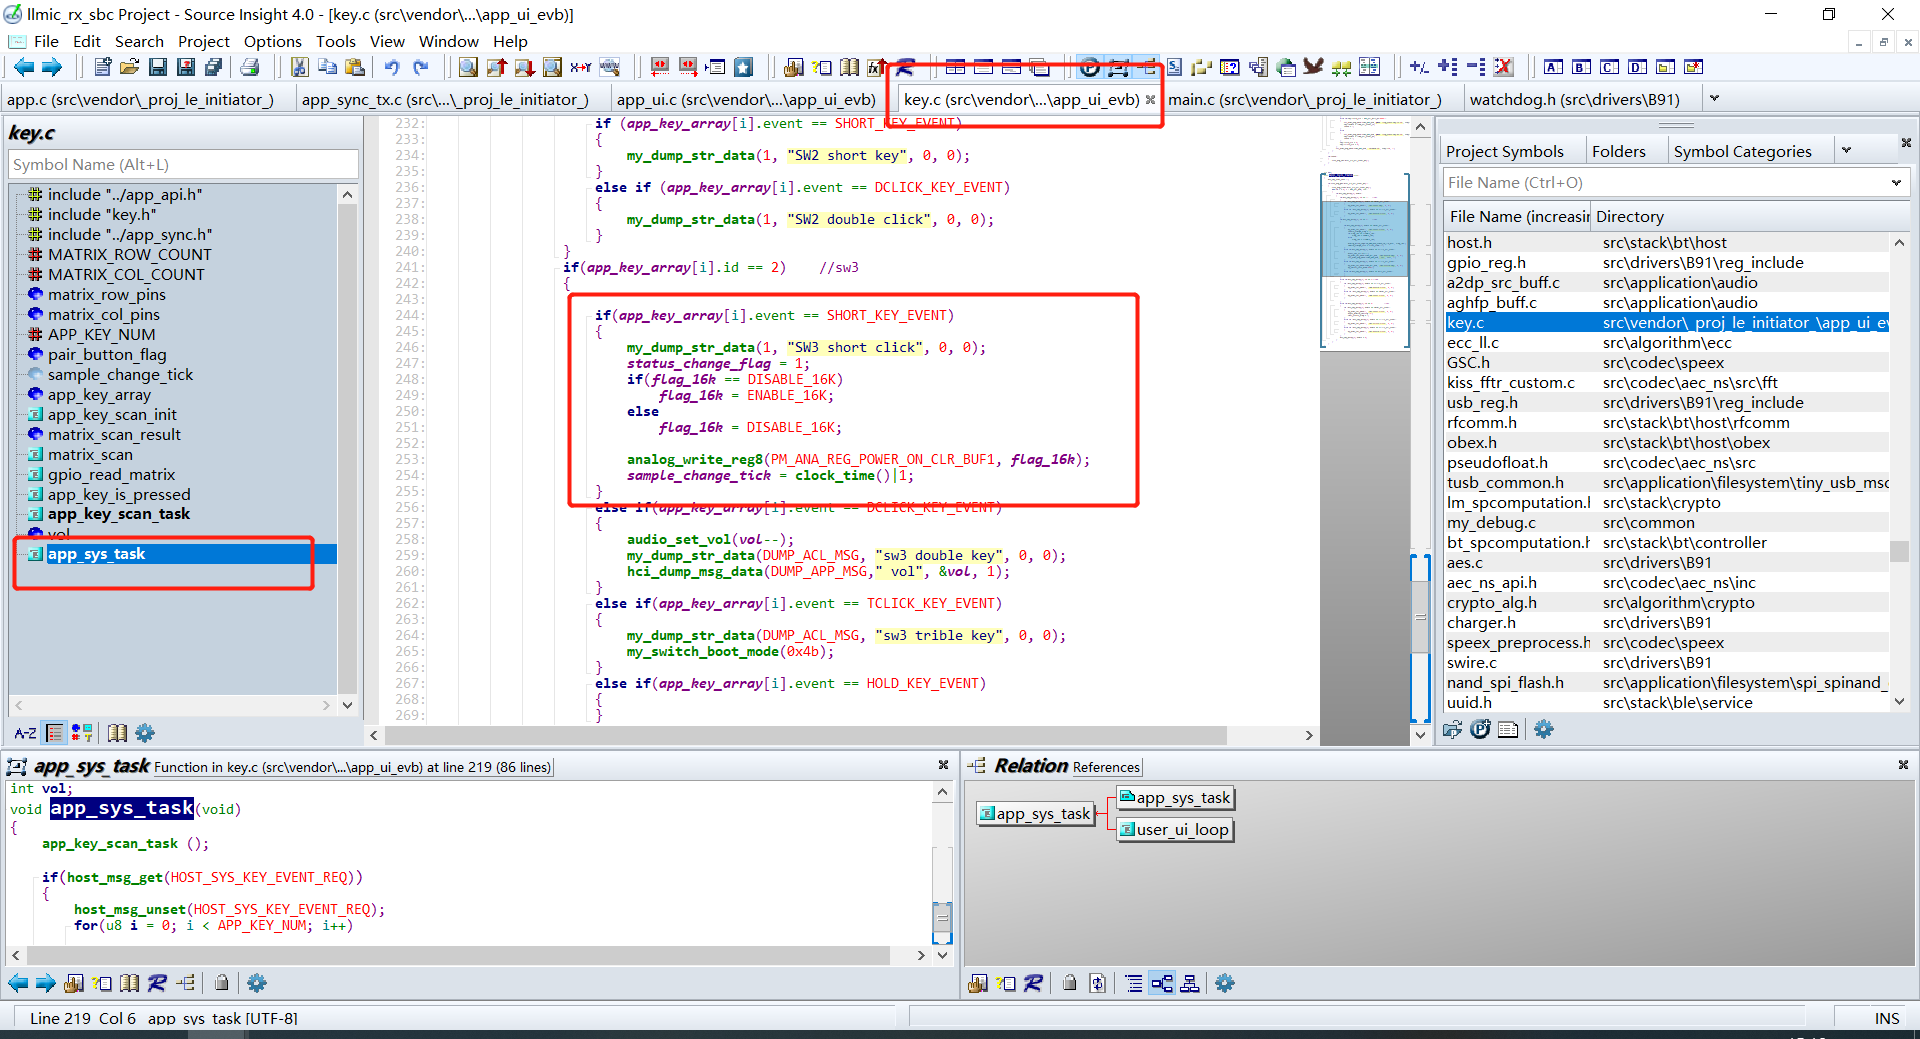 llmic_rx_sbc Project - Source Insight 4.0 - [key.c (src\vendor\...\app_ui_evb)]
File Edit Search Project Options Tools View Window Help
app.c (src\vendor\_proj_le_initiator_)
app_sync_tx.c (src\...\_proj_le_initiator_)
app_ui.c (src\vendor\...\app_ui_evb)
key.c (src\vendor\...\app_ui_evb)
main.c (src\vendor\_proj_le_initiator_)
watchdog.h (src\drivers\B91)
key.c
Symbol Name (Alt+L)
include "../app_api.h"
include "key.h"
include "../app_sync.h"
MATRIX_ROW_COUNT
MATRIX_COL_COUNT
matrix_row_pins
matrix_col_pins
APP_KEY_NUM
pair_button_flag
sample_change_tick
app_key_array
app_key_scan_init
matrix_scan_result
matrix_scan
gpio_read_matrix
app_key_is_pressed
app_key_scan_task
vol
app_sys_task
A-Z
232: if (app_key_array[i].event == SHORT_KEY_EVENT)
233: {
234: my_dump_str_data(1, "SW2 short key", 0, 0);
235: }
236: else if (app_key_array[i].event == DCLICK_KEY_EVENT)
237: {
238: my_dump_str_data(1, "SW2 double click", 0, 0);
239: }
240: }
241: if(app_key_array[i].id == 2) //sw3
242: {
243:
244: if(app_key_array[i].event == SHORT_KEY_EVENT)
245: {
246: my_dump_str_data(1, "SW3 short click", 0, 0);
247: status_change_flag = 1;
248: if(flag_16k == DISABLE_16K)
249: flag_16k = ENABLE_16K;
250: else
251: flag_16k = DISABLE_16K;
252:
253: analog_write_reg8(PM_ANA_REG_POWER_ON_CLR_BUF1, flag_16k);
254: sample_change_tick = clock_time()|1;
255: }
256: else if(app_key_array[i].event == DCLICK_KEY_EVENT)
257: {
258: audio_set_vol(vol--);
259: my_dump_str_data(DUMP_ACL_MSG, "sw3 double key", 0, 0);
260: hci_dump_msg_data(DUMP_APP_MSG," vol", &vol, 1);
261: }
262: else if(app_key_array[i].event == TCLICK_KEY_EVENT)
263: {
264: my_dump_str_data(DUMP_ACL_MSG, "sw3 trible key", 0, 0);
265: my_switch_boot_mode(0x4b);
266: }
267: else if(app_key_array[i].event == HOLD_KEY_EVENT)
268: {
269: }
Project Symbols Folders Symbol Categories
File Name (Ctrl+O)
File Name (increasir Directory
host.h src\stack\bt\host
gpio_reg.h src\drivers\B91\reg_include
a2dp_src_buff.c src\application\audio
aghfp_buff.c src\application\audio
key.c src\vendor\_proj_le_initiator_\app_ui_ev
ecc_ll.c src\algorithm\ecc
GSC.h src\codec\speex
kiss_fftr_custom.c src\codec\aec_ns\src\fft
usb_reg.h src\drivers\B91\reg_include
rfcomm.h src\stack\bt\host\rfcomm
obex.h src\stack\bt\host\obex
pseudofloat.h src\codec\aec_ns\src
tusb_common.h src\application\filesystem\tiny_usb_msc
lm_spcomputation.l src\stack\crypto
my_debug.c src\common
bt_spcomputation.h src\stack\bt\controller
aes.c src\drivers\B91
aec_ns_api.h src\codec\aec_ns\inc
crypto_alg.h src\algorithm\crypto
charger.h src\drivers\B91
speex_preprocess.h src\codec\speex
swire.c src\drivers\B91
nand_spi_flash.h src\application\filesystem\spi_spinand_
uuid.h src\stack\ble\service
app_sys_task Function in key.c (src\vendor\...\app_ui_evb) at line 219 (86 lines)
int vol;
void app_sys_task(void)
{
app_key_scan_task ();
if(host_msg_get(HOST_SYS_KEY_EVENT_REQ))
{
host_msg_unset(HOST_SYS_KEY_EVENT_REQ);
for(u8 i = 0; i < APP_KEY_NUM; i++)
Relation References
app_sys_task
app_sys_task
user_ui_loop
Line 219 Col 6 app_sys_task [UTF-8]
INS